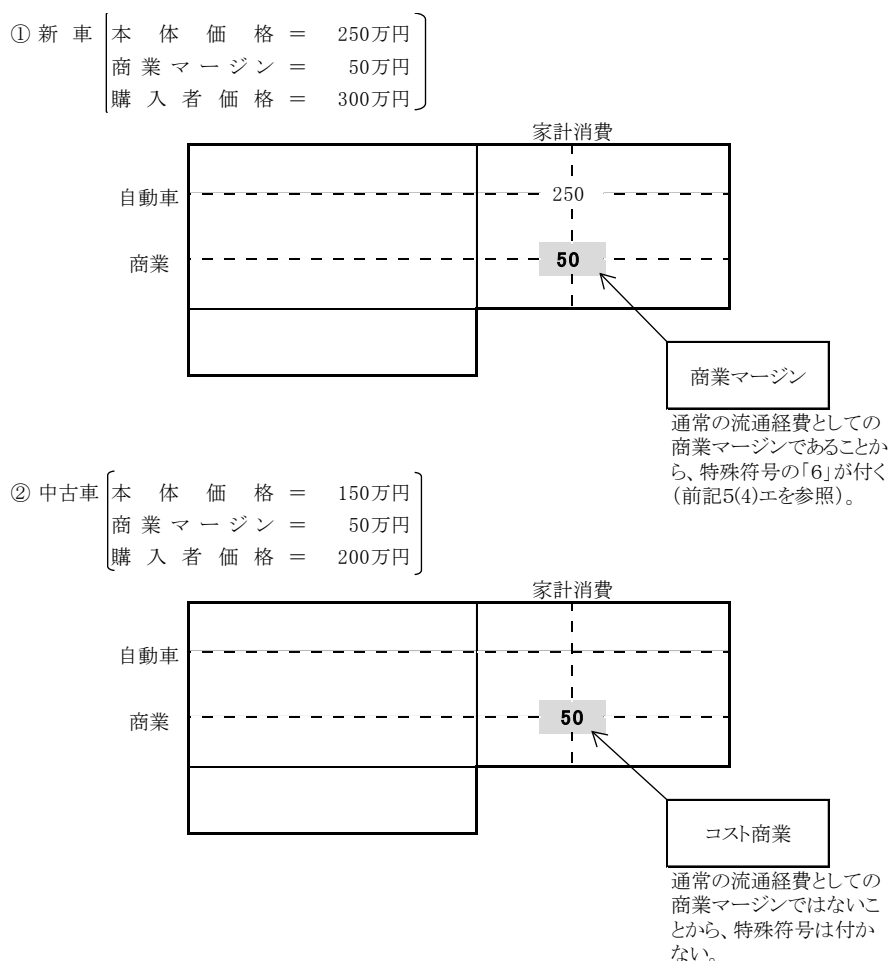 ① 新 車 本 体 価 格 ＝ 250万円
商 業 マ ー ジ ン ＝ 50万円
購 入 者 価 格 ＝ 300万円
家計消費
自動車 250
商業 50
商業マージン
通常の流通経費としての
商業マージンであることか
ら、特殊符号の「6」が付く
（前記5(4)エを参照）。
② 中古車 本 体 価 格 ＝ 150万円
商 業 マ ー ジ ン ＝ 50万円
購 入 者 価 格 ＝ 200万円
家計消費
自動車
商業 50
コスト商業
通常の流通経費としての
商業マージンではないこ
とから、特殊符号は付か
ない。